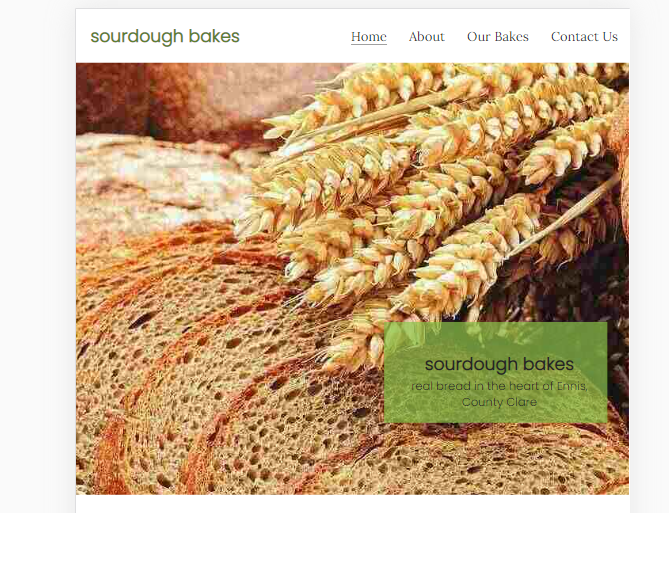 sourdough bakes
Home About Our Bakes Contact Us
sourdough bakes
real bread in the heart of Ennis,
County Clare